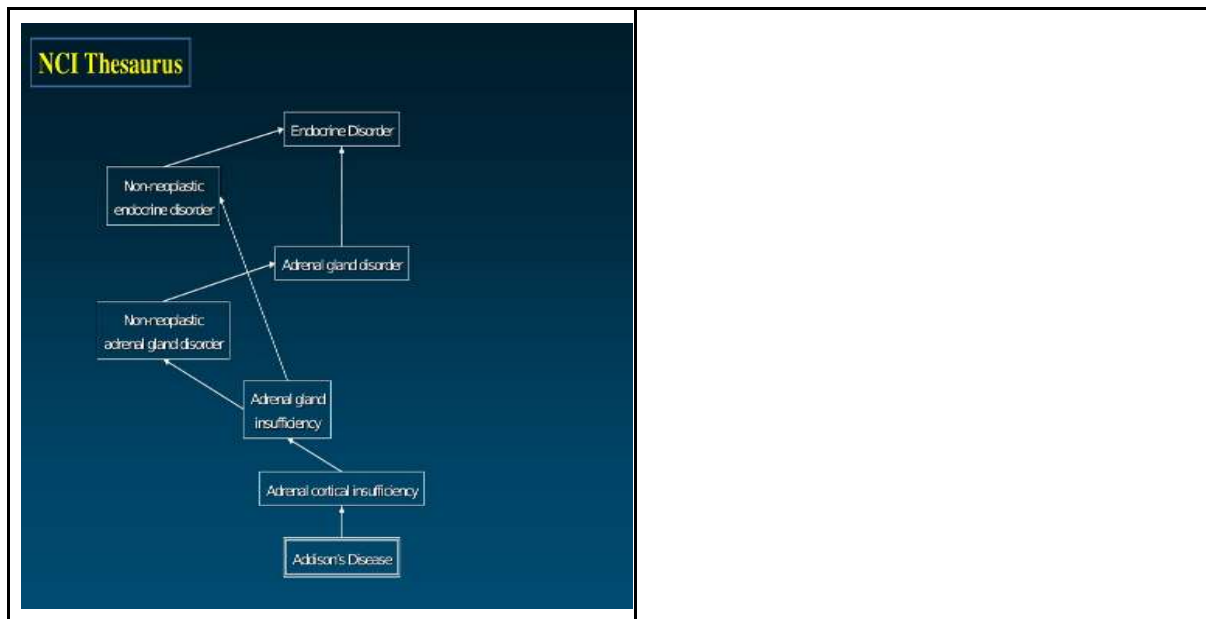 NCI Thesaurus
Endocrine Disorder
Non-neoplastic
endocrine disorder
Adrenal gland disorder
Non-neoplastic
adrenal gland disorder
Adrenal gland
insufficiency
Adrenal cortical insufficiency
Addison's Disease